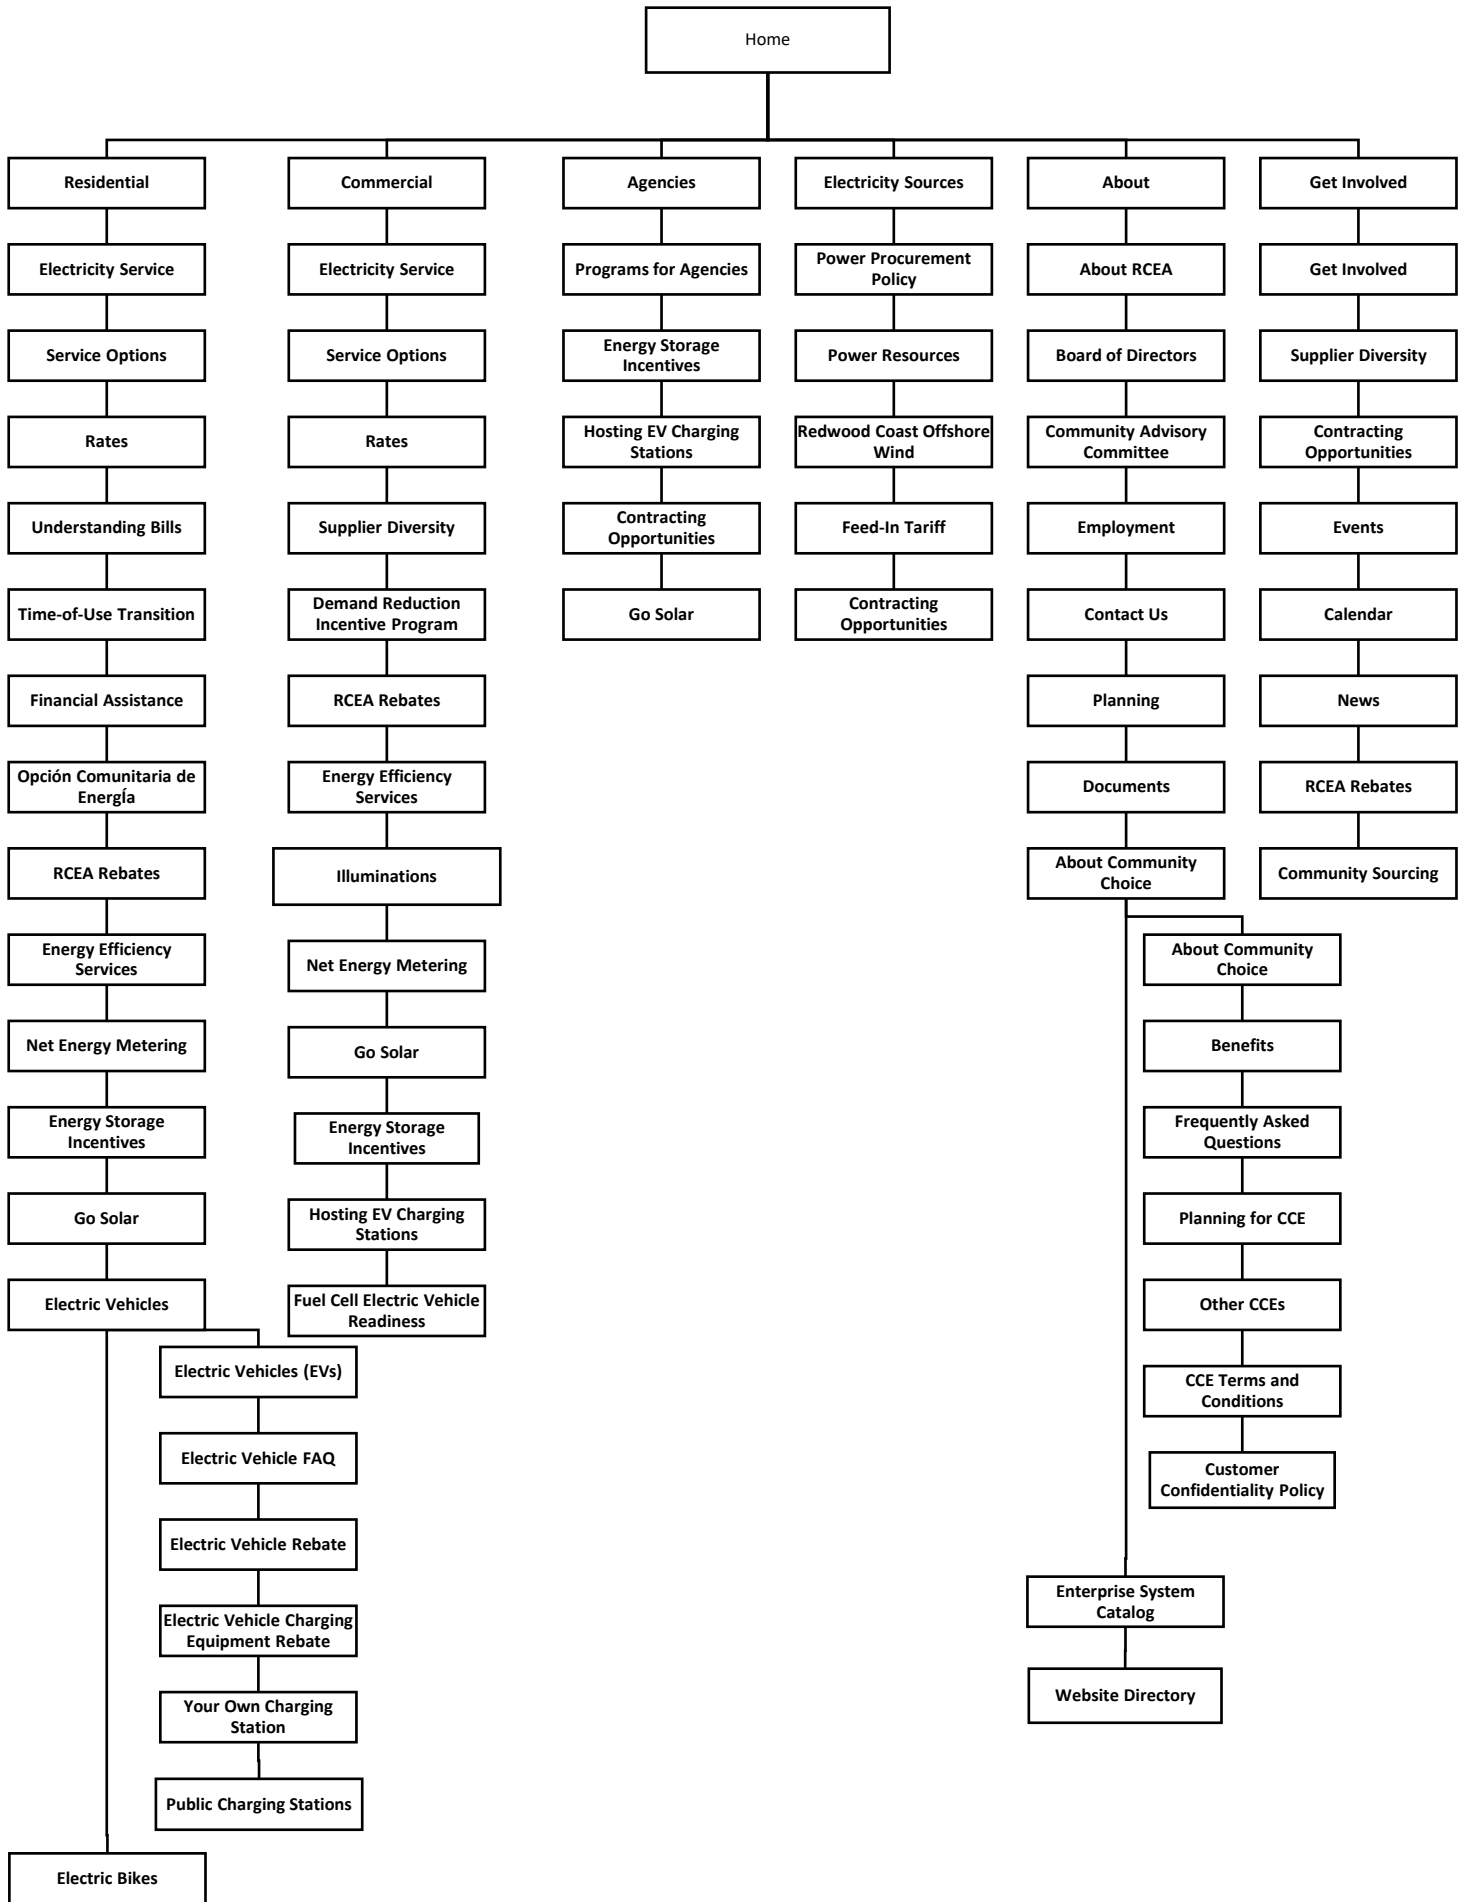 Home
Residential
Commercial
Agencies
Electricity Sources
About
Get Involved
Electricity Service
Electricity Service
Programs for Agencies
Power Procurement
Policy
About RCEA
Get Involved
Service Options
Service Options
Energy Storage
Incentives
Power Resources
Board of Directors
Supplier Diversity
Rates
Rates
Hosting EV Charging
Stations
Redwood Coast Offshore
Wind
Community Advisory
Committee
Contracting
Opportunities
Understanding Bills
Supplier Diversity
Contracting
Opportunities
Feed-In Tariff
Employment
Events
Time-of-Use Transition
Demand Reduction
Incentive Program
Go Solar
Contracting
Opportunities
Contact Us
Calendar
Financial Assistance
RCEA Rebates
Planning
News
Opción Comunitaria de
EnergÍa
Energy Efficiency
Services
Documents
RCEA Rebates
RCEA Rebates
Illuminations
About Community
Choice
Community Sourcing
Energy Efficiency
Services
Net Energy Metering
About Community
Choice
Net Energy Metering
Go Solar
Benefits
Energy Storage
Incentives
Energy Storage
Incentives
Frequently Asked
Questions
Go Solar
Hosting EV Charging
Stations
Planning for CCE
Electric Vehicles
Fuel Cell Electric Vehicle
Readiness
Other CCEs
Electric Vehicles (EVs)
CCE Terms and
Conditions
Electric Vehicle FAQ
Customer
Confidentiality Policy
Electric Vehicle Rebate
Enterprise System
Catalog
Electric Vehicle Charging
Equipment Rebate
Website Directory
Your Own Charging
Station
Public Charging Stations
Electric Bikes